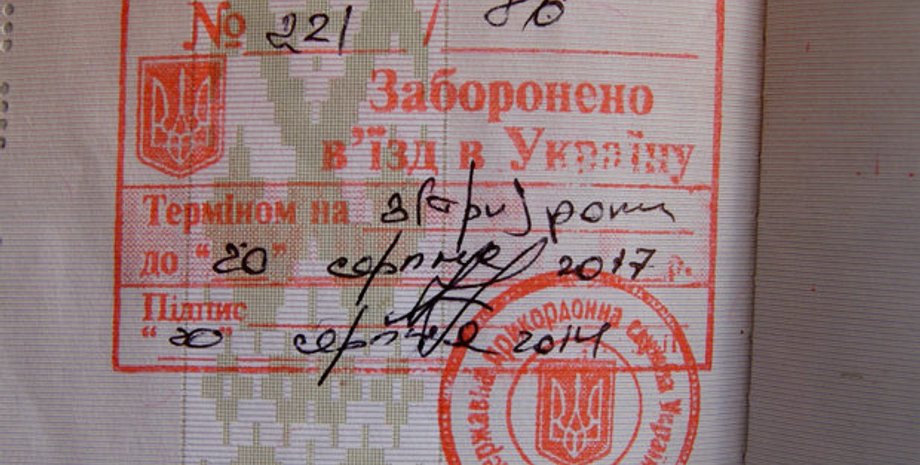 № 221 / 80
Заборонено
в’їзд в Україну
Терміном на 3(три) роки
до “20” серпня 2017 р.
Підпис
“20” серпня 2014
Державна прикордонна служба Україн